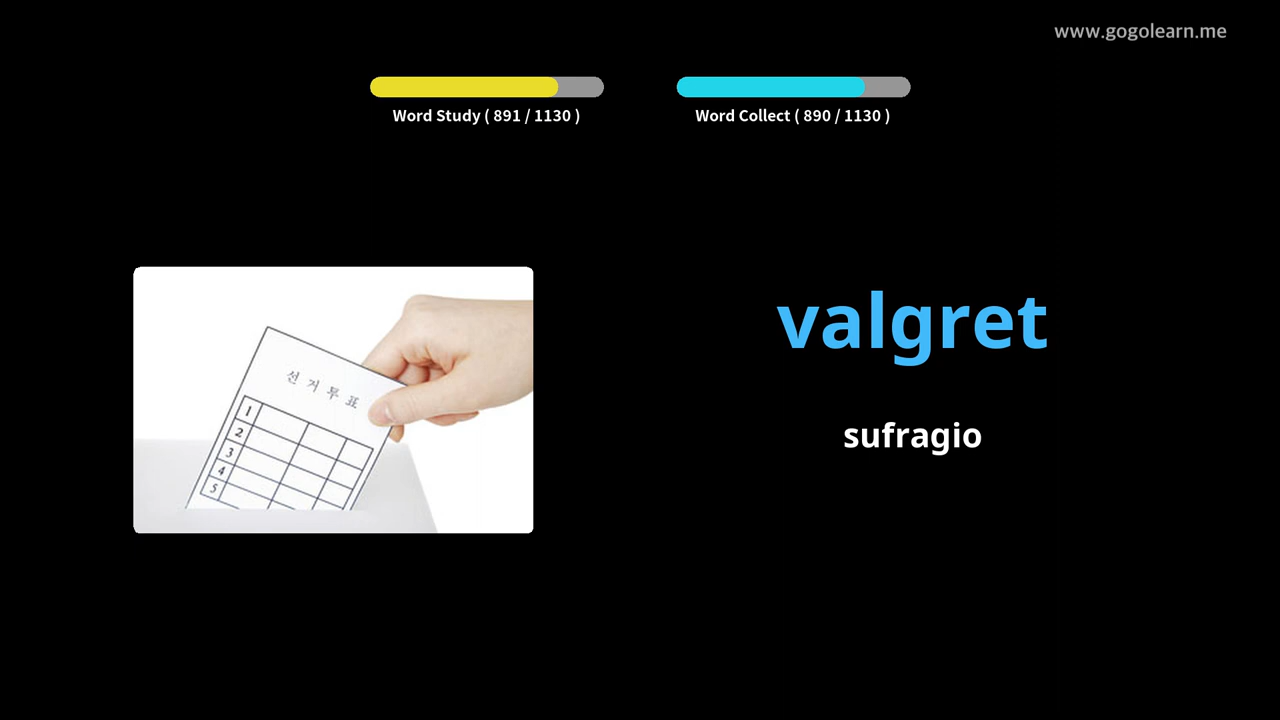 www.gogolearn.me
Word Study ( 891 / 1130 )
Word Collect ( 890 / 1130 )
valgret
sufragio
선거투표
1
2
3
4
5